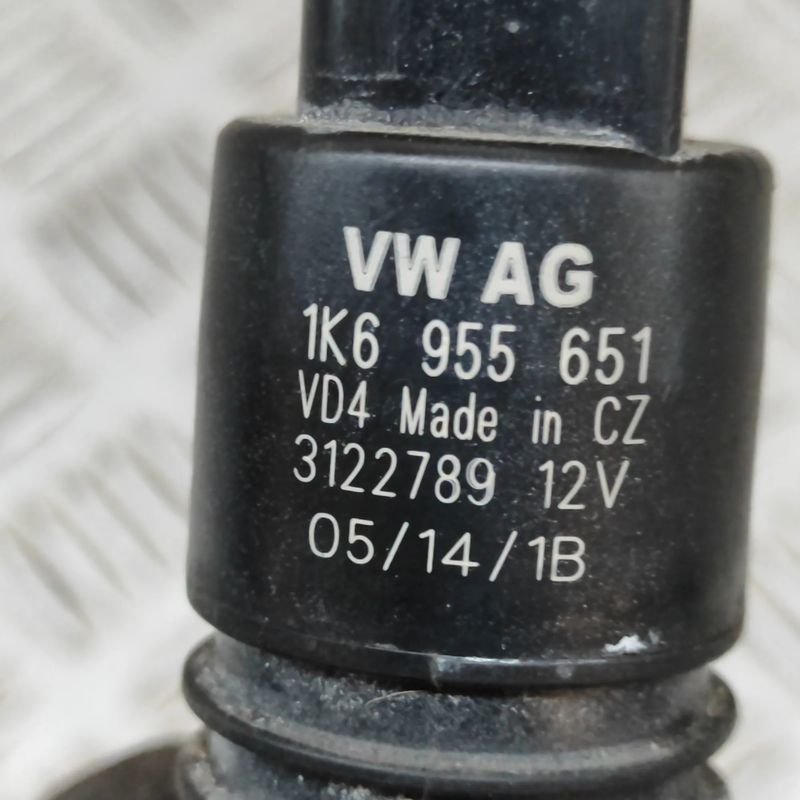 VW AG
1K6 955 651
VD4 Made in CZ
3122789 12V
05/14/1B